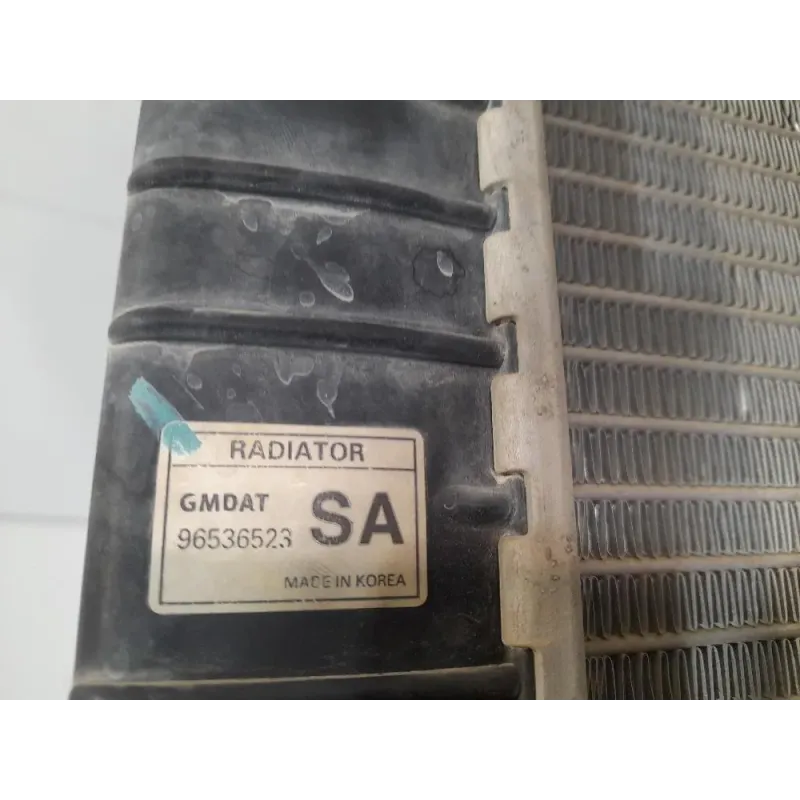 RADIATOR
GMDAT
SA
96536523
MADE IN KOREA